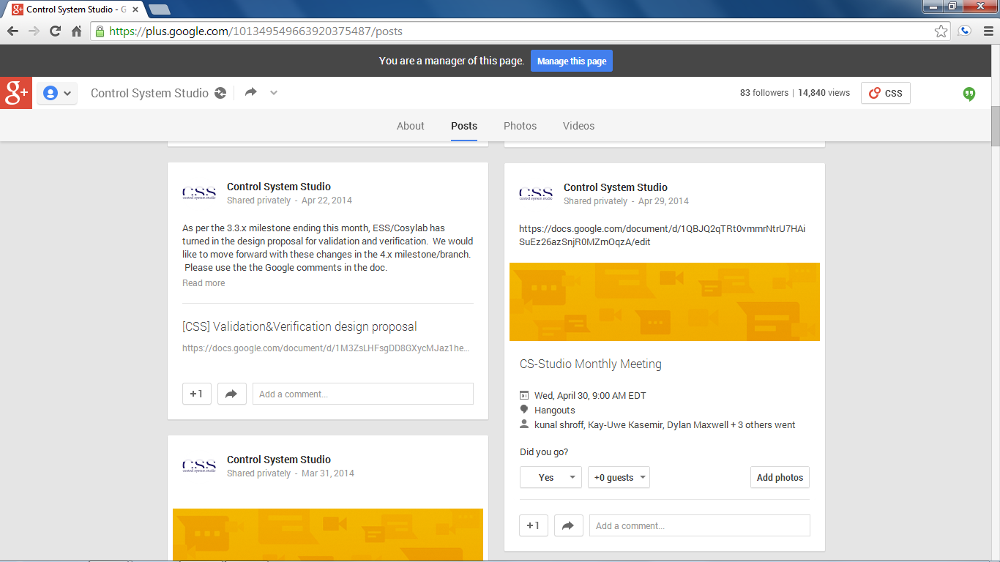 Control System Studio - G
https://plus.google.com/101349549663920375487/posts
You are a manager of this page. Manage this page
g+ Control System Studio 83 followers | 14,840 views CSS
About Posts Photos Videos
CSS
control system studio
Control System Studio
Shared privately - Apr 22, 2014
As per the 3.3.x milestone ending this month, ESS/Cosylab has
turned in the design proposal for validation and verification. We would
like to move forward with these changes in the 4.x milestone/branch.
Please use the the Google comments in the doc.
Read more
[CSS] Validation&Verification design proposal
https://docs.google.com/document/d/1M3ZsLHFsgDD8GXycMJaz1he...
+1 Add a comment...
CSS
control system studio
Control System Studio
Shared privately - Mar 31, 2014
CSS
control system studio
Control System Studio
Shared privately - Apr 29, 2014
https://docs.google.com/document/d/1QBJQ2qTRt0vmrnrNtrU7HAi
SuEz26azSnjR0MZmOqzA/edit
CS-Studio Monthly Meeting
31 Wed, April 30, 9:00 AM EDT
Hangouts
kunal shroff, Kay-Uwe Kasemir, Dylan Maxwell + 3 others went
Did you go?
Yes +0 guests Add photos
+1 Add a comment...